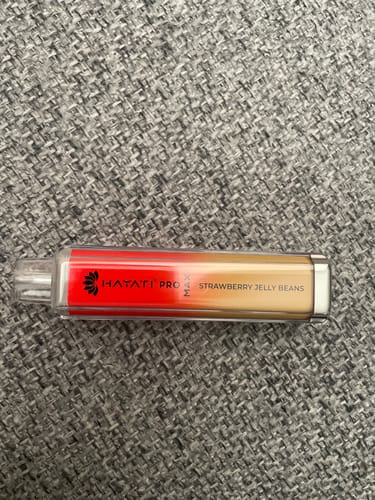 HAYATI PRO MAX
STRAWBERRY JELLY BEANS